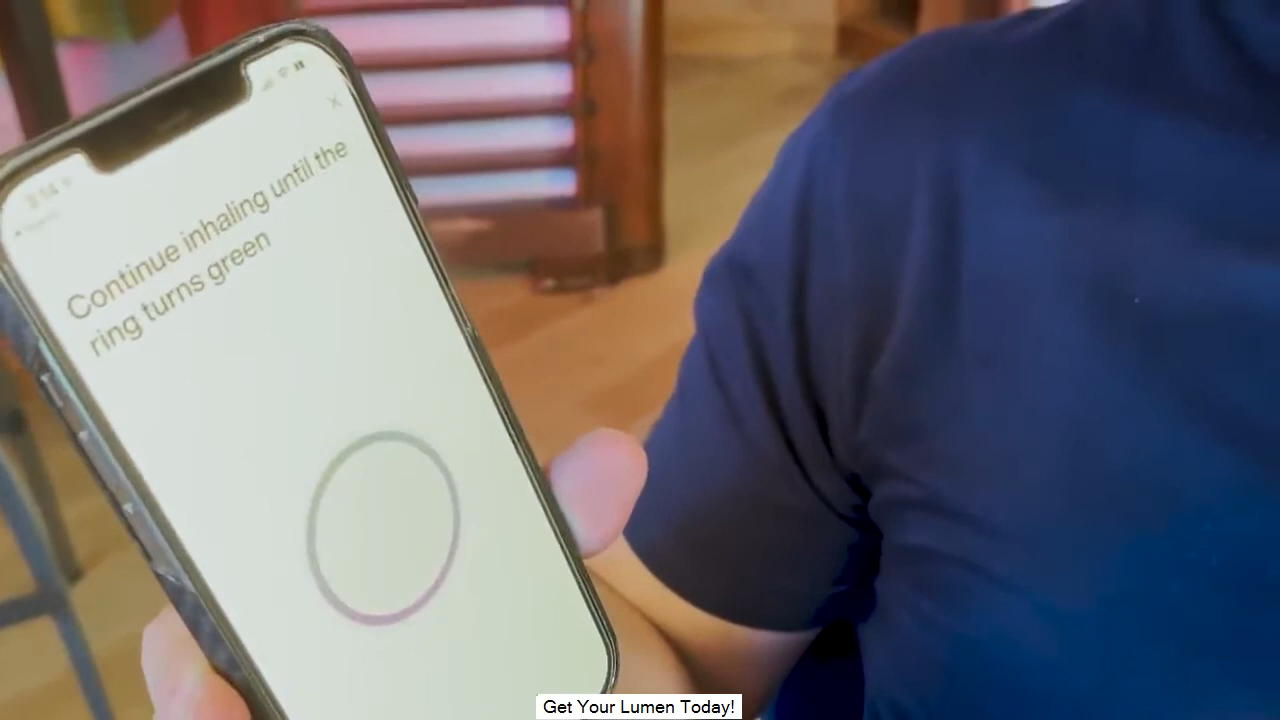 Continue inhaling until the
ring turns green
Get Your Lumen Today!